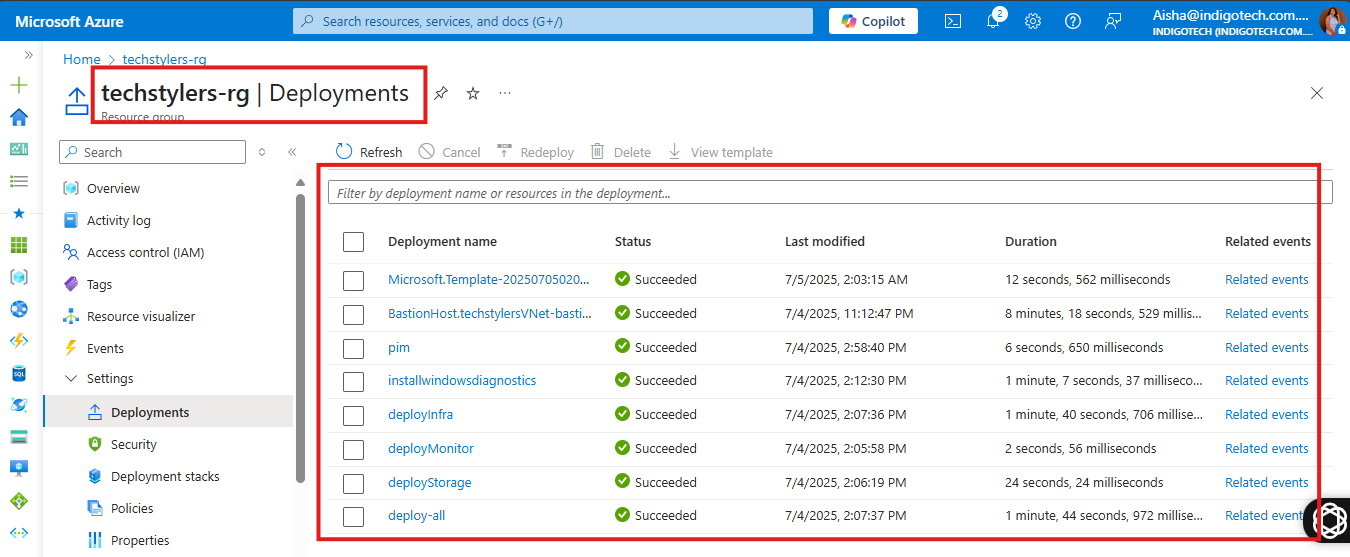 Microsoft Azure
Search resources, services, and docs (G+/)
Copilot
2
Aisha@indigotech.com....
INDIGOTECH (INDIGOTECH.COM....
Home > techstylers-rg
techstylers-rg | Deployments
Resource group
Search
Refresh Cancel Redeploy Delete View template
Overview
Activity log
Access control (IAM)
Tags
Resource visualizer
Events
Settings
Deployments
Security
Deployment stacks
Policies
Properties
SQL
Filter by deployment name or resources in the deployment...
Deployment name Status Last modified Duration Related events
Microsoft.Template-20250705020... Succeeded 7/5/2025, 2:03:15 AM 12 seconds, 562 milliseconds Related events
BastionHost.techstylersVNet-basti... Succeeded 7/4/2025, 11:12:47 PM 8 minutes, 18 seconds, 529 millis... Related events
pim Succeeded 7/4/2025, 2:58:40 PM 6 seconds, 650 milliseconds Related events
installwindowsdiagnostics Succeeded 7/4/2025, 2:12:30 PM 1 minute, 7 seconds, 37 milliseco... Related events
deployInfra Succeeded 7/4/2025, 2:07:36 PM 1 minute, 40 seconds, 706 millise... Related events
deployMonitor Succeeded 7/4/2025, 2:05:58 PM 2 seconds, 56 milliseconds Related events
deployStorage Succeeded 7/4/2025, 2:06:19 PM 24 seconds, 24 milliseconds Related events
deploy-all Succeeded 7/4/2025, 2:07:37 PM 1 minute, 44 seconds, 972 millise... Related events